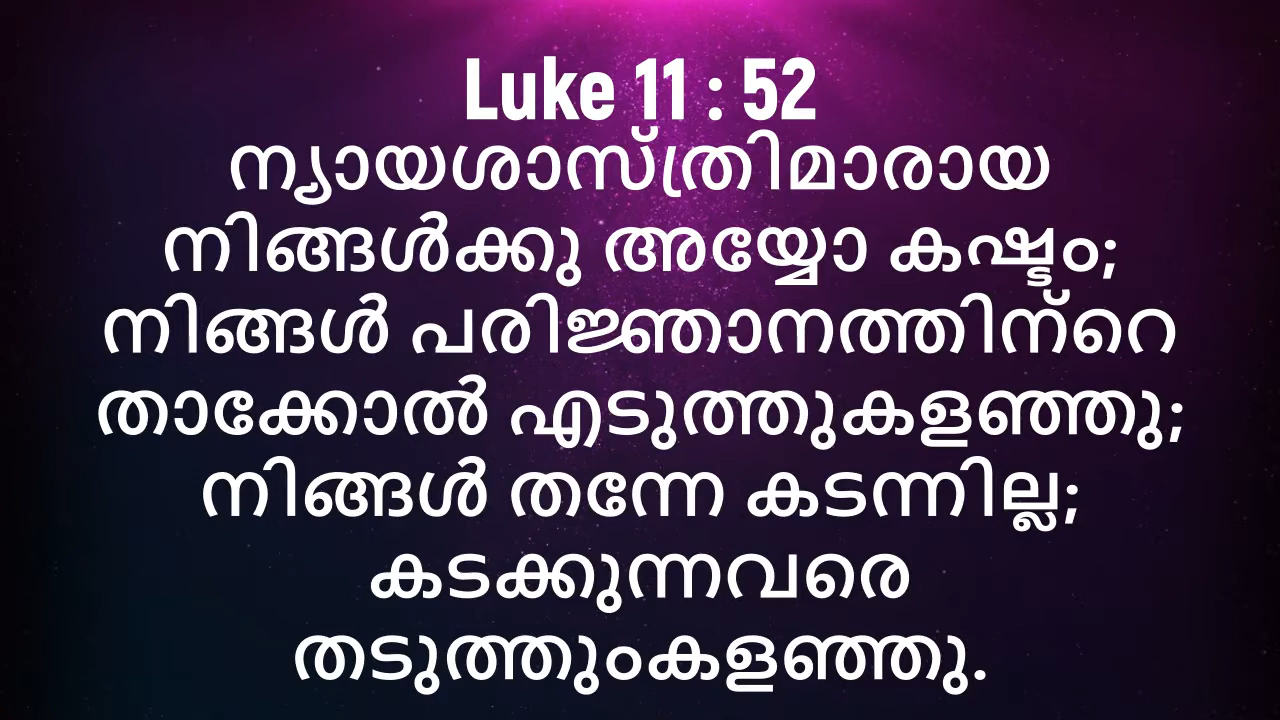 Luke 11 : 52
ന്യായശാസ്ത്രിമാരായ
നിങ്ങൾക്കു അയ്യോ കഷ്ടം;
നിങ്ങൾ പരിജ്ഞാനത്തിന്റെ
താക്കോൽ എടുത്തുകളഞ്ഞു;
നിങ്ങൾ തന്നേ കടന്നില്ല;
കടക്കുന്നവരെ
തടുത്തുംകളഞ്ഞു.